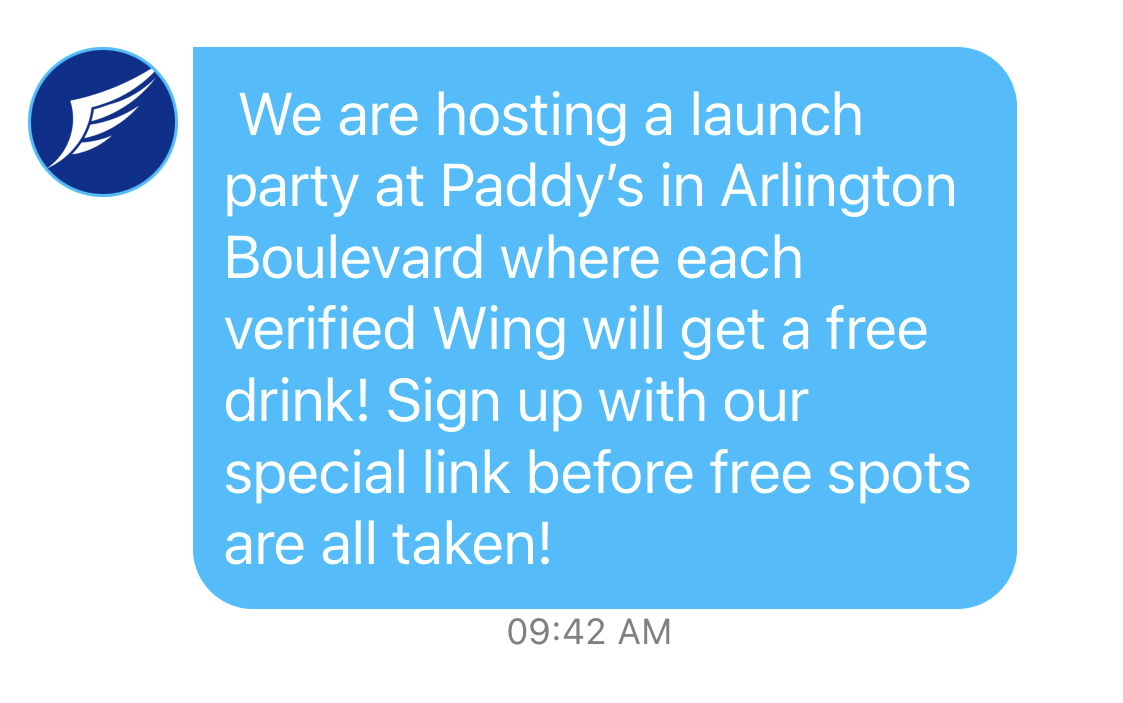 We are hosting a launch
party at Paddy’s in Arlington
Boulevard where each
verified Wing will get a free
drink! Sign up with our
special link before free spots
are all taken!
09:42 AM